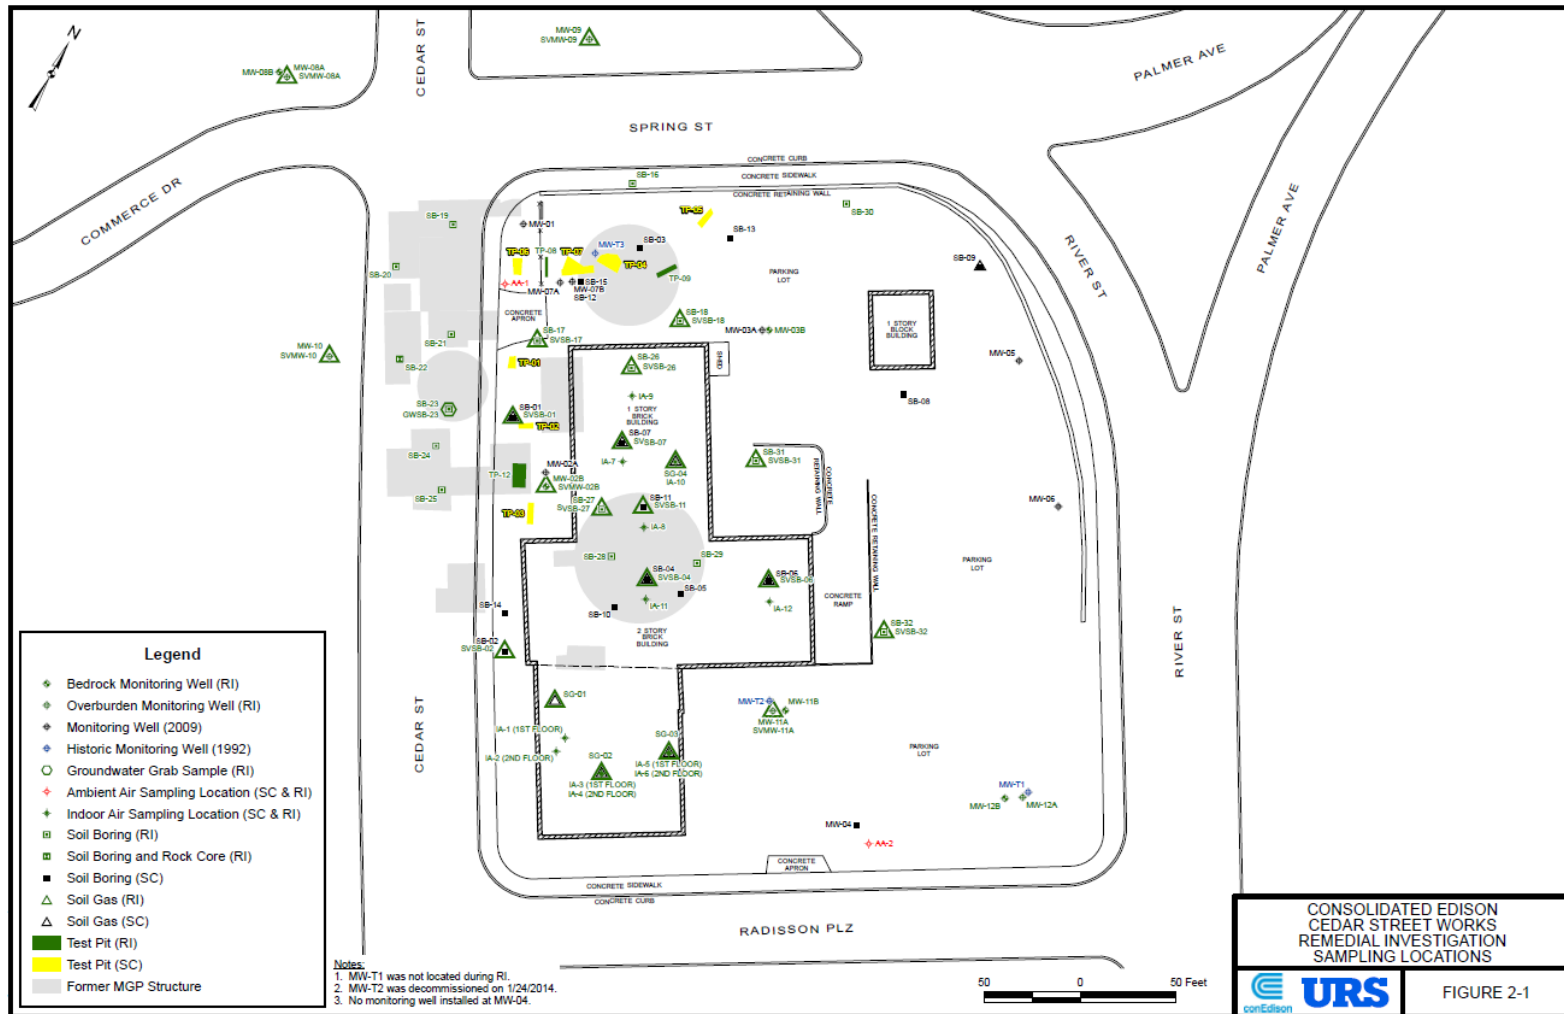 N
CEDAR ST
MW-09
SVMW-09
PALMER AVE
MW-08B
MW-08A
SVMW-08A
SPRING ST
CONCRETE CURB
CONCRETE SIDEWALK
CONCRETE RETAINING WALL
SB-16
COMMERCE DR
SB-19
MW-01
TP-05
SB-30
PALMER AVE
RIVER ST
SB-13
MW-T3
SB-03
TP-06
TP-08
TP-07
TP-04
SB-20
SB-09
PARKING
LOT
TP-09
AA-1
MW-07A
SB-15
MW-07B
SB-12
CONCRETE
APRON
SB-18
SVSB-18
MW-03A
MW-03B
1 STORY
BLOCK
BUILDING
SB-17
SVSB-17
SB-21
MW-10
SVMW-10
SB-22
TP-01
SB-26
SVSB-26
SHED
MW-05
IA-9
SB-08
SB-23
GWSB-23
SB-01
SVSB-01
TP-02
1 STORY
BRICK
BUILDING
SB-07
SVSB-07
SB-24
IA-7
SG-04
IA-10
SB-31
SVSB-31
CONCRETE
RETAINING WALL
TP-12
MW-02A
MW-02B
SVMW-02B
SB-25
TP-03
SB-27
SVSB-27
SB-11
SVSB-11
IA-8
CONCRETE RETAINING WALL
MW-06
SB-28
SB-29
PARKING
LOT
SB-04
SVSB-04
SB-05
SB-06
SVSB-06
SB-14
SB-10
IA-11
IA-12
CONCRETE
RAMP
2 STORY
BRICK
BUILDING
SB-32
SVSB-32
SB-02
SVSB-02
RIVER ST
CEDAR ST
SG-01
MW-T2
MW-11B
MW-11A
SVMW-11A
IA-1 (1ST FLOOR)
IA-2 (2ND FLOOR)
SG-03
SG-02
IA-5 (1ST FLOOR)
IA-6 (2ND FLOOR)
IA-3 (1ST FLOOR)
IA-4 (2ND FLOOR)
PARKING
LOT
MW-T1
MW-12B
MW-12A
MW-04
AA-2
CONCRETE
APRON
CONCRETE SIDEWALK
CONCRETE CURB
RADISSON PLZ
Legend
Bedrock Monitoring Well (RI)
Overburden Monitoring Well (RI)
Monitoring Well (2009)
Historic Monitoring Well (1992)
Groundwater Grab Sample (RI)
Ambient Air Sampling Location (SC & RI)
Indoor Air Sampling Location (SC & RI)
Soil Boring (RI)
Soil Boring and Rock Core (RI)
Soil Boring (SC)
Soil Gas (RI)
Soil Gas (SC)
Test Pit (RI)
Test Pit (SC)
Former MGP Structure
Notes:
1. MW-T1 was not located during RI.
2. MW-T2 was decommissioned on 1/24/2014.
3. No monitoring well installed at MW-04.
50 0 50 Feet
CONSOLIDATED EDISON
CEDAR STREET WORKS
REMEDIAL INVESTIGATION
SAMPLING LOCATIONS
conEdison
URS
FIGURE 2-1